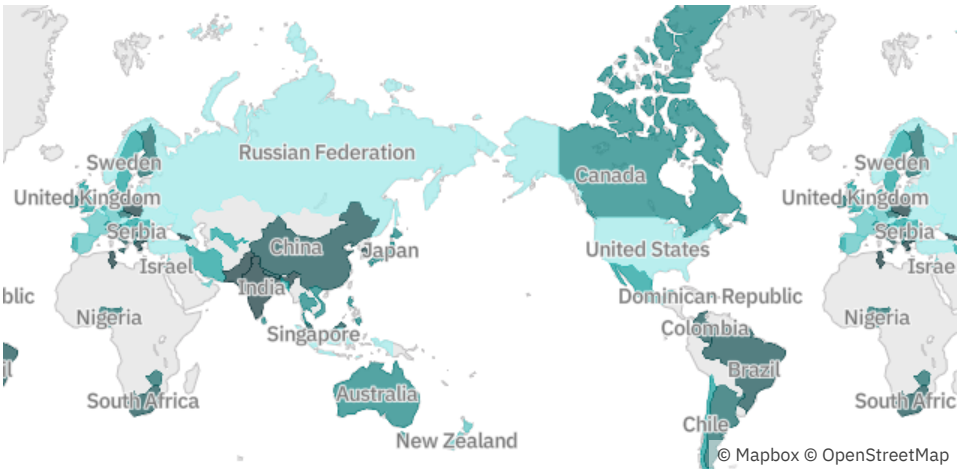 Sweden
Russian Federation
Canada
Sweden
United Kingdom
United Kingdom
Serbia
China
Japan
United States
Serbia
Israel
Israe
India
blic
Dominican Republic
Nigeria
Singapore
Colombia
Nigeria
il
Brazil
South Africa
Australia
South Afric
Chile
New Zealand
© Mapbox © OpenStreetMap